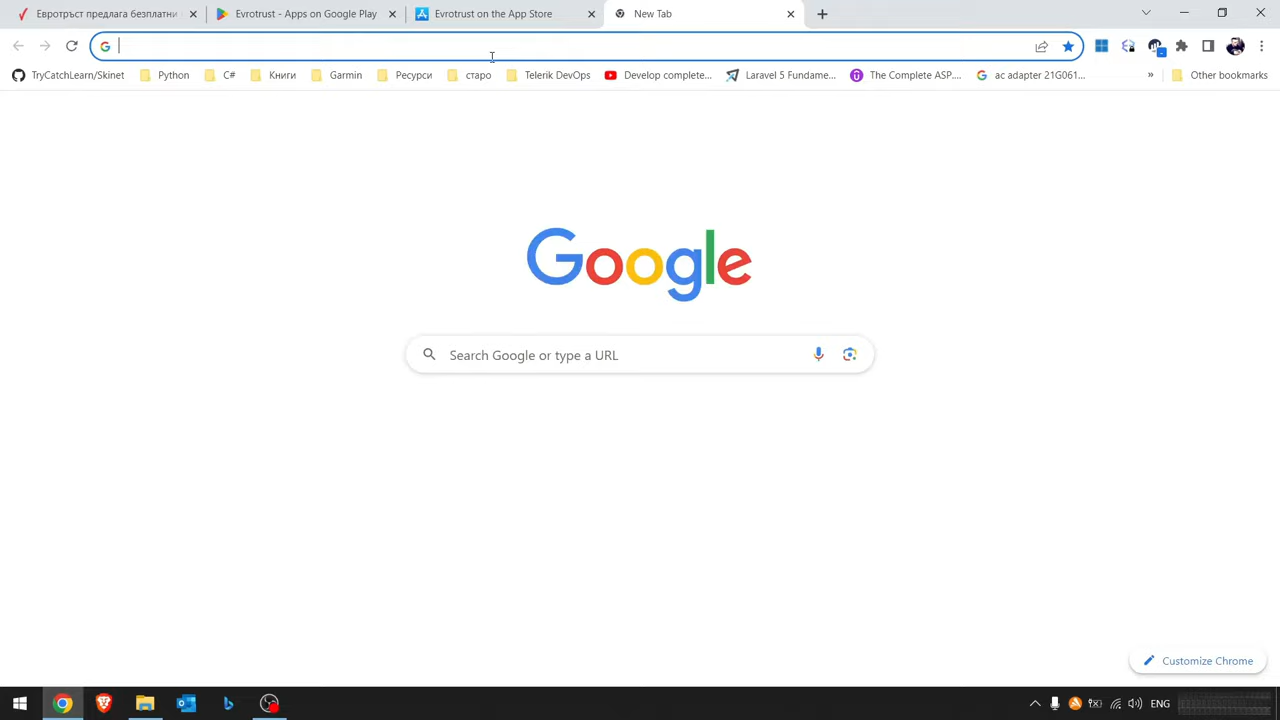 Евротръст предлага безплатни
Evrotrust - Apps on Google Play
Evrotrust on the App Store
New Tab
TryCatchLearn/Skinet
Python
C#
Книги
Garmin
Ресурси
старо
Telerik DevOps
Develop complete...
Laravel 5 Fundame...
The Complete ASP....
ac adapter 21G061...
»
Other bookmarks
Google
Search Google or type a URL
Customize Chrome
ENG